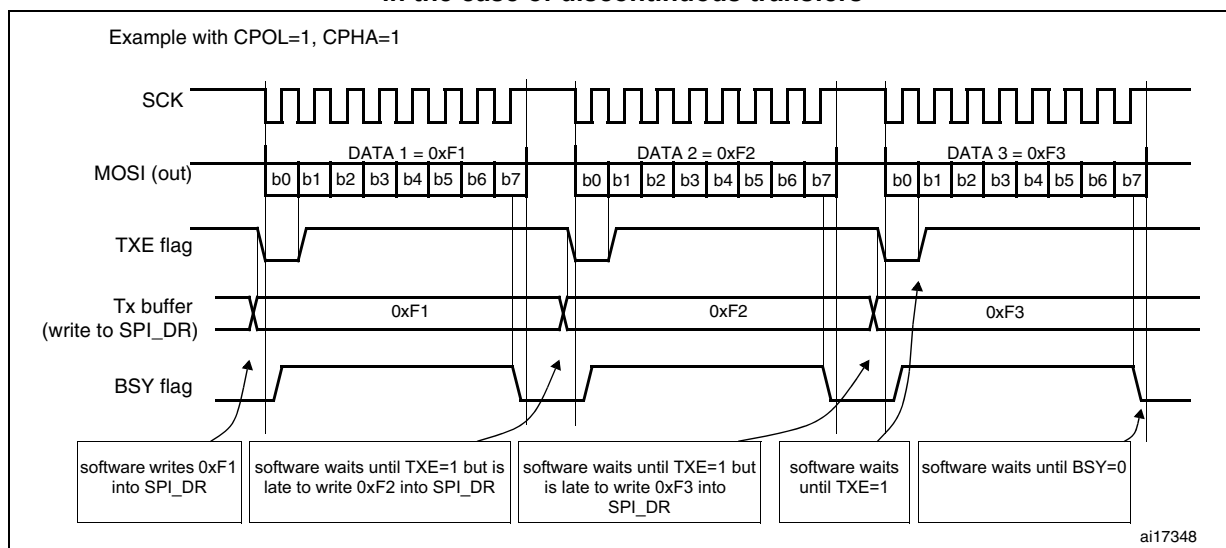 in the case of discontinuous transfers
Example with CPOL=1, CPHA=1
SCK
DATA 1 = 0xF1
DATA 2 = 0xF2
DATA 3 = 0xF3
MOSI (out)
b0 b1 b2 b3 b4 b5 b6 b7
b0 b1 b2 b3 b4 b5 b6 b7
b0 b1 b2 b3 b4 b5 b6 b7
TXE flag
Tx buffer
(write to SPI_DR)
0xF1
0xF2
0xF3
BSY flag
software writes 0xF1
into SPI_DR
software waits until TXE=1 but is
late to write 0xF2 into SPI_DR
software waits until TXE=1 but
is late to write 0xF3 into
SPI_DR
software waits
until TXE=1
software waits until BSY=0
ai17348